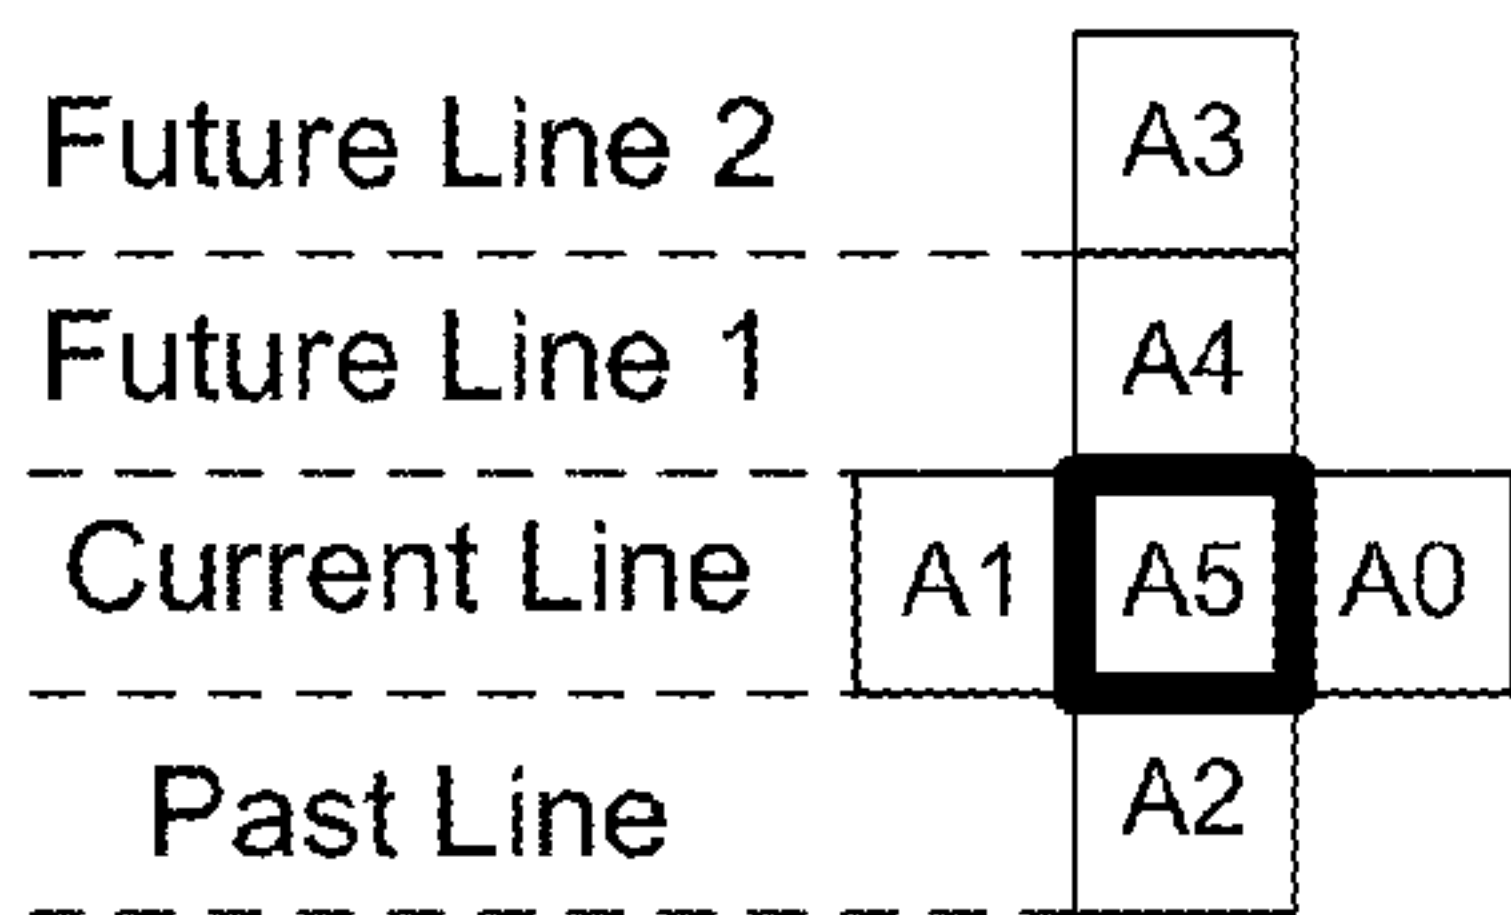 Future Line 2 A3
Future Line 1 A4
Current Line A1 A5 A0
Past Line A2